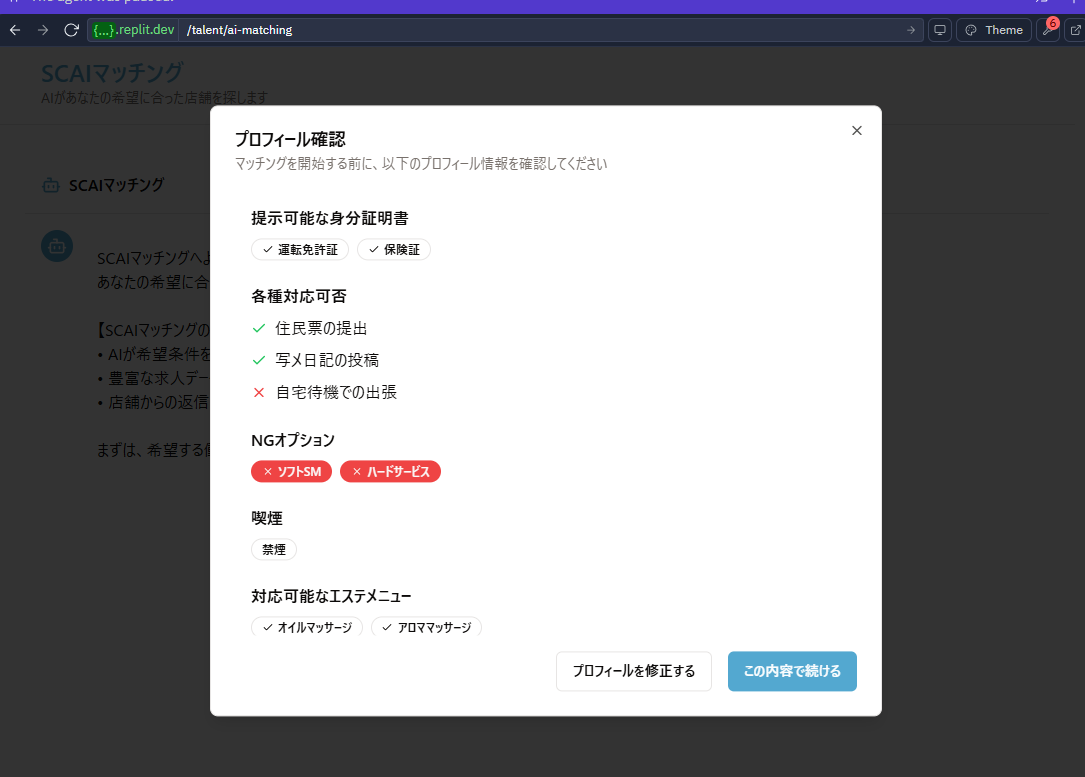 The agent was paused.
{...}.replit.dev /talent/ai-matching
Theme
6
SCAIマッチング
AIがあなたの希望に合った店舗を探します
SCAIマッチング
SCAIマッチングへよ
あなたの希望に合
【SCAIマッチングの
• AIが希望条件を
• 豊富な求人デー
• 店舗からの返信
まずは、希望する
プロフィール確認
マッチングを開始する前に、以下のプロフィール情報を確認してください
提示可能な身分証明書
運転免許証 保険証
各種対応可否
住民票の提出
写メ日記の投稿
自宅待機での出張
NGオプション
ソフトSM ハードサービス
喫煙
禁煙
対応可能なエステメニュー
オイルマッサージ アロママッサージ
プロフィールを修正する この内容で続ける